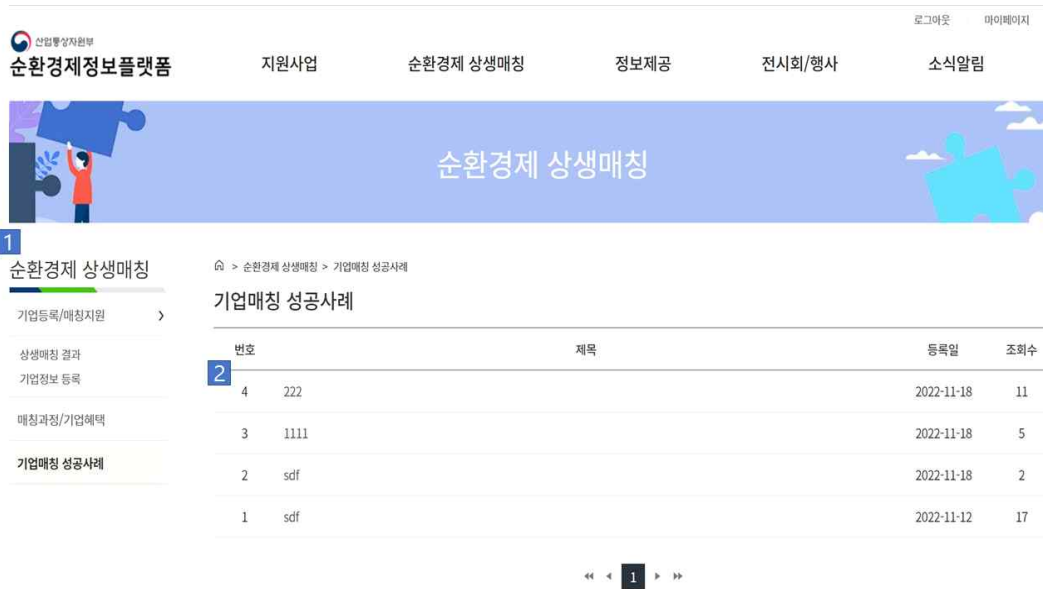 로그아웃 마이페이지
산업통상자원부
순환경제정보플랫폼 지원사업 순환경제 상생매칭 정보제공 전시회/행사 소식알림
순환경제 상생매칭
1
순환경제 상생매칭
기업등록/매칭지원 >
상생매칭 결과
기업정보 등록
매칭과정/기업혜택
기업매칭 성공사례
> 순환경제 상생매칭 > 기업매칭 성공사례
기업매칭 성공사례
번호 제목 등록일 조회수
2
4 222 2022-11-18 11
3 1111 2022-11-18 5
2 sdf 2022-11-18 2
1 sdf 2022-11-12 17
1